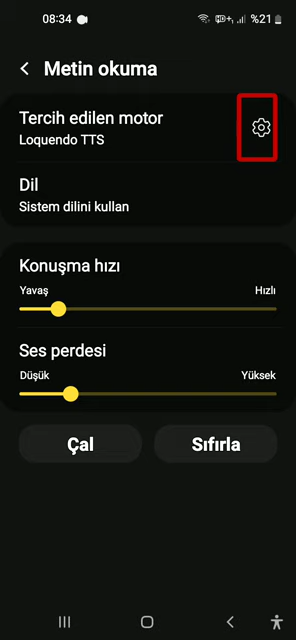 08:34 %21
Metin okuma
Tercih edilen motor
Loquendo TTS
Dil
Sistem dilini kullan
Konuşma hızı
Yavaş Hızlı
Ses perdesi
Düşük Yüksek
Çal Sıfırla